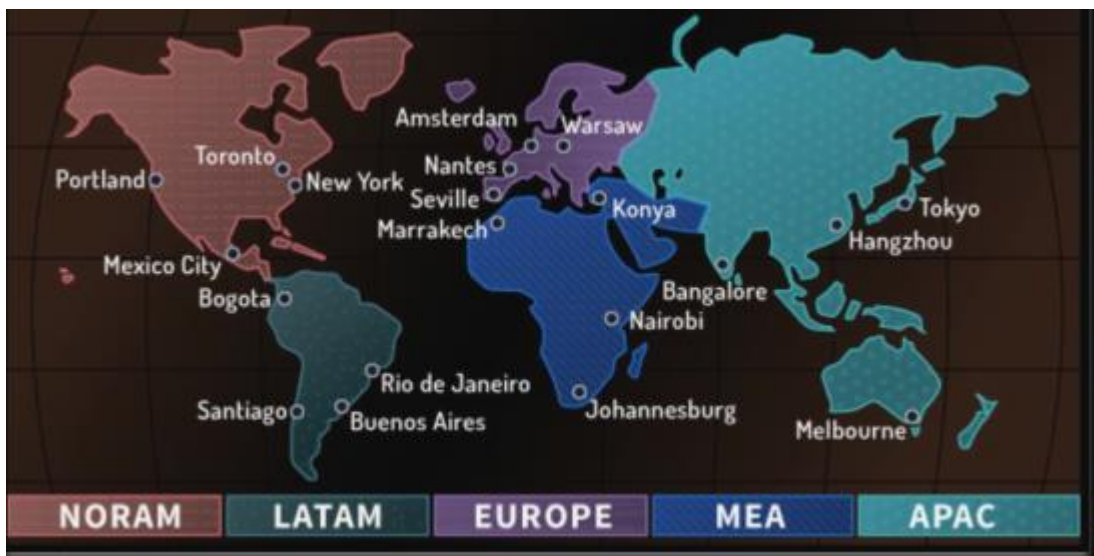 Amsterdam
Warsaw
Toronto
Nantes
Portland
New York
Seville
Konya
Tokyo
Marrakech
Hangzhou
Mexico City
Bogota
Bangalore
Nairobi
Rio de Janeiro
Santiago
Buenos Aires
Johannesburg
Melbourne
NORAM
LATAM
EUROPE
MEA
APAC